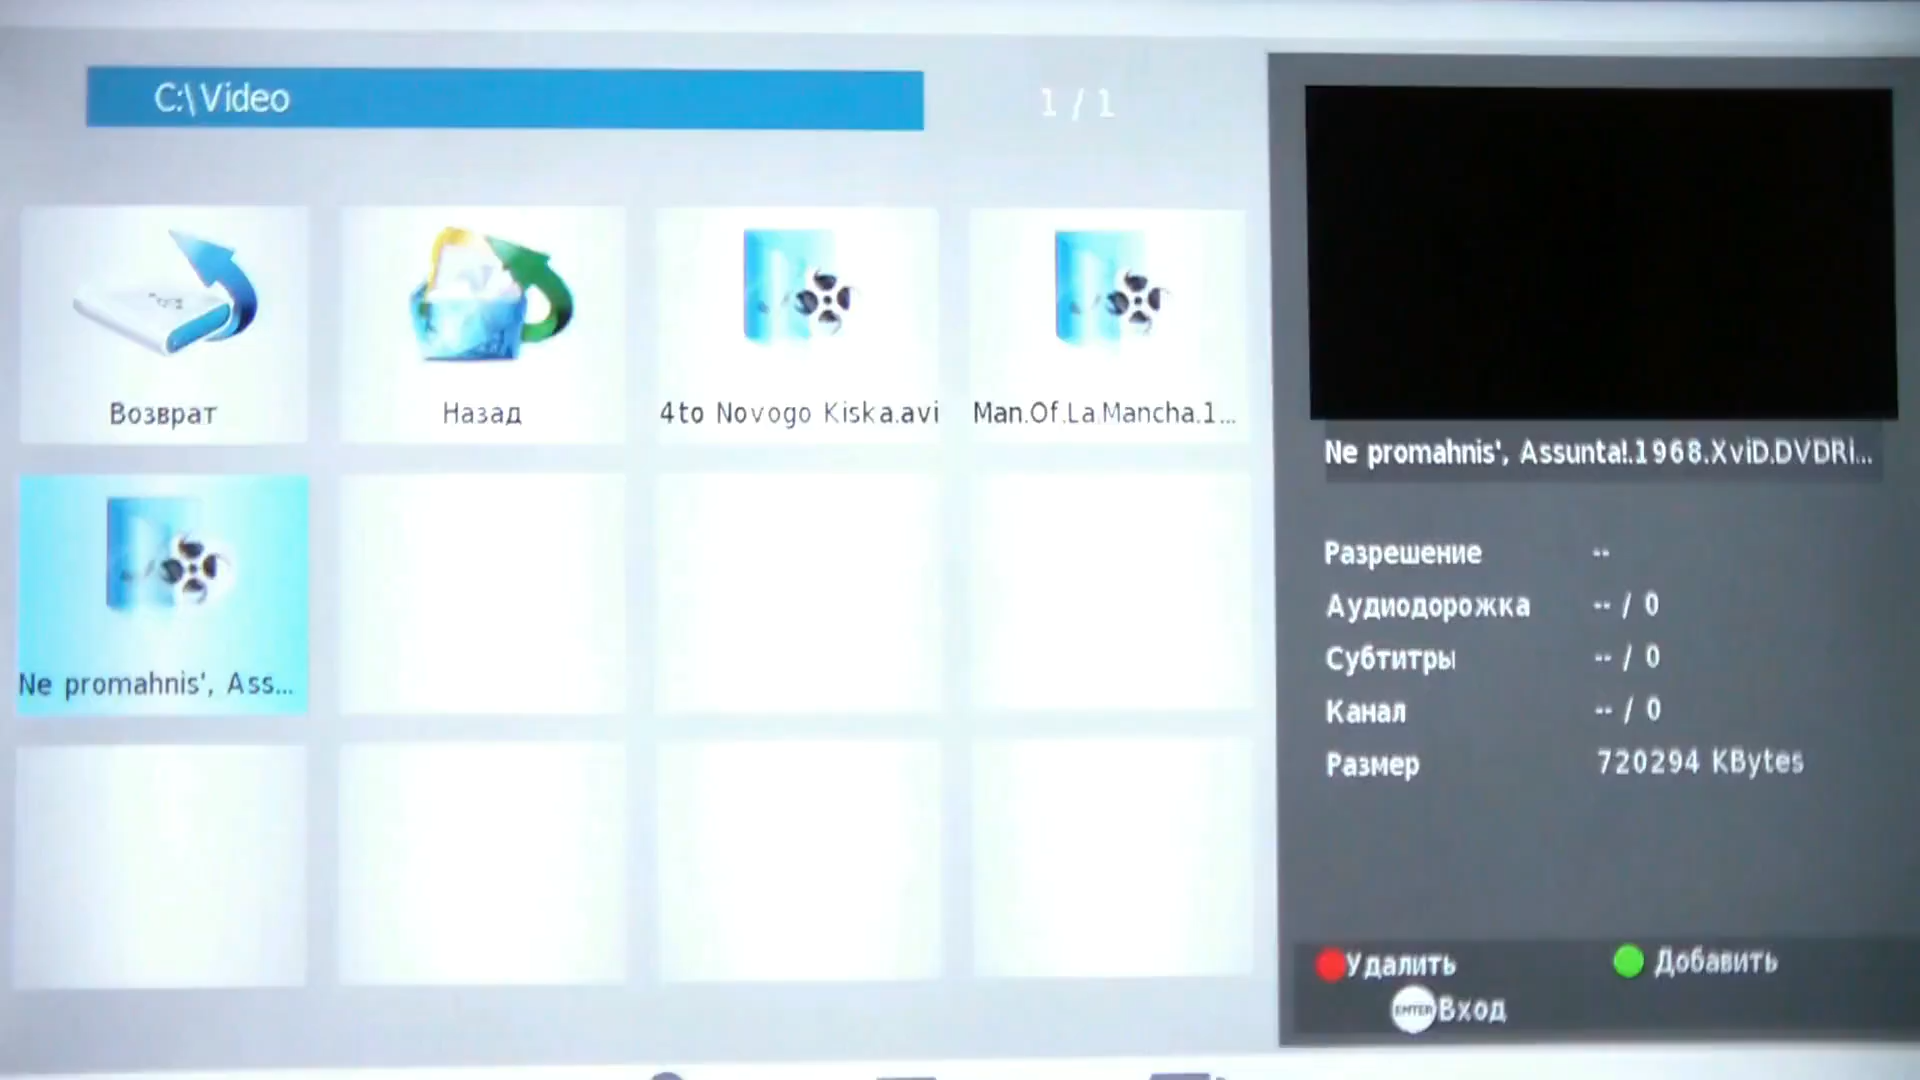 C:\Video
1 / 1
Возврат
Назад
4to Novogo Kiska.avi
Man.Of.La.Mancha.1...
Ne promahnis', Ass...
Ne promahnis', Assunta!.1968.XviD.DVDRi...
Разрешение --
Аудиодорожка -- / 0
Субтитры -- / 0
Канал -- / 0
Размер 720294 KBytes
Удалить
Добавить
ENTER Вход